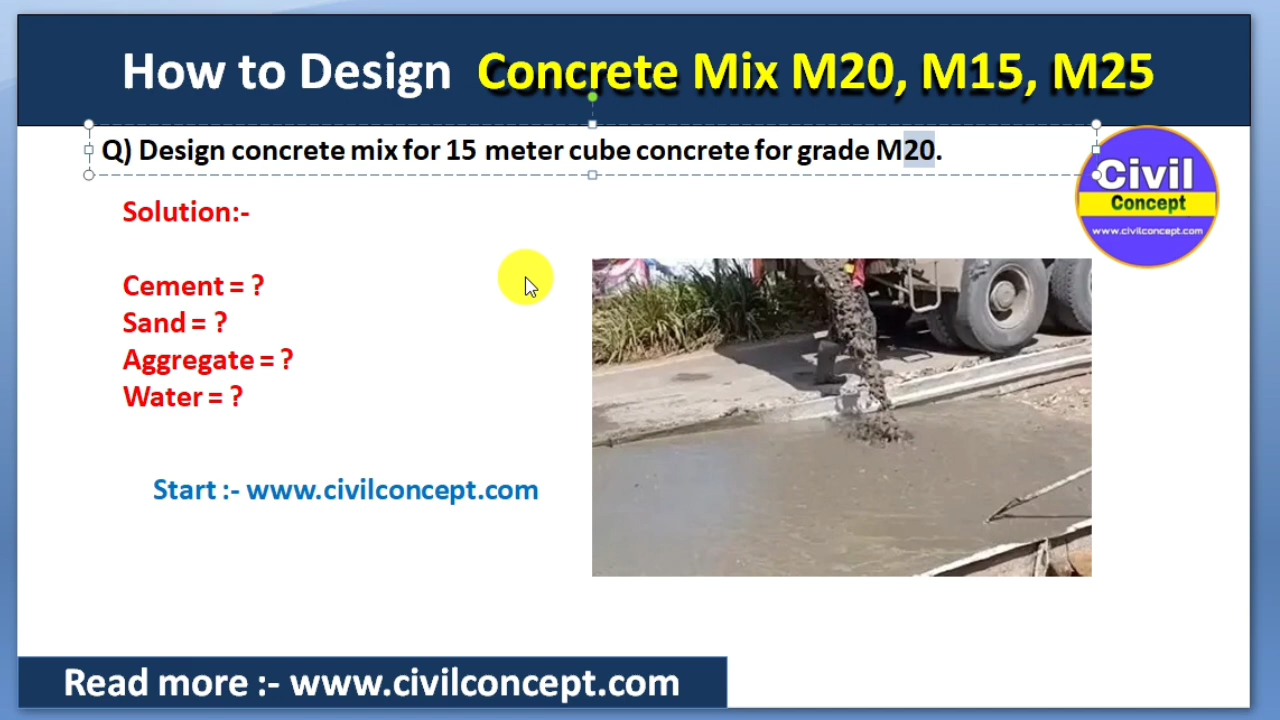 How to Design Concrete Mix M20, M15, M25
Q) Design concrete mix for 15 meter cube concrete for grade M20.
Civil
Concept
www.civilconcept.com
Solution:-
Cement = ?
Sand = ?
Aggregate = ?
Water = ?
Start :- www.civilconcept.com
Read more :- www.civilconcept.com